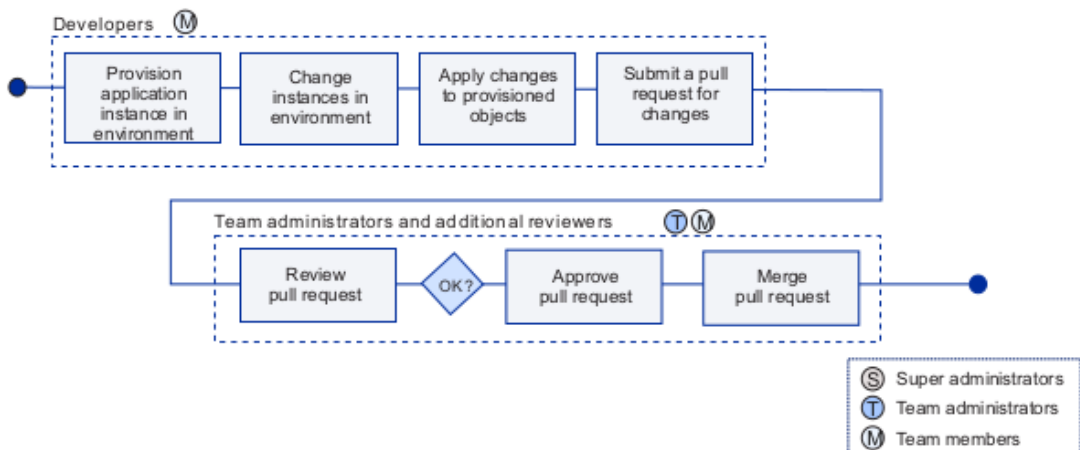 Developers M
Provision
application
instance in
environment
Change
instances in
environment
Apply changes
to provisioned
objects
Submit a pull
request for
changes
Team administrators and additional reviewers T M
Review
pull request
OK?
Approve
pull request
Merge
pull request
S Super administrators
T Team administrators
M Team members